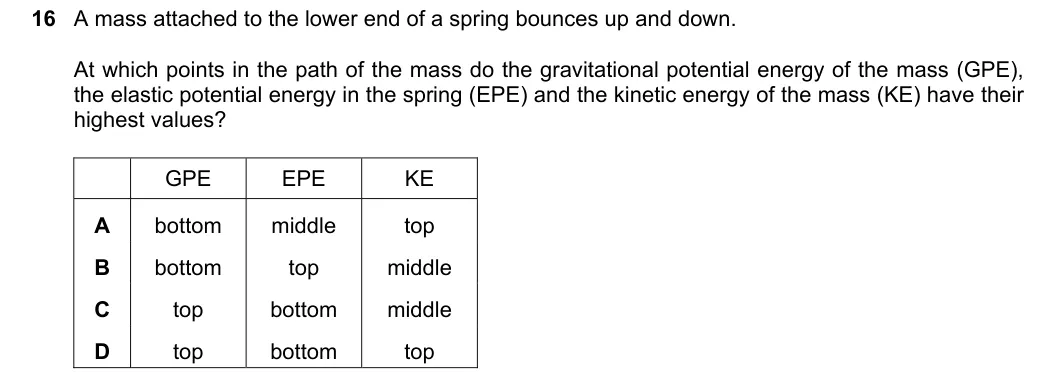 16 A mass attached to the lower end of a spring bounces up and down.
At which points in the path of the mass do the gravitational potential energy of the mass (GPE),
the elastic potential energy in the spring (EPE) and the kinetic energy of the mass (KE) have their
highest values?
GPE EPE KE
A bottom middle top
B bottom top middle
C top bottom middle
D top bottom top